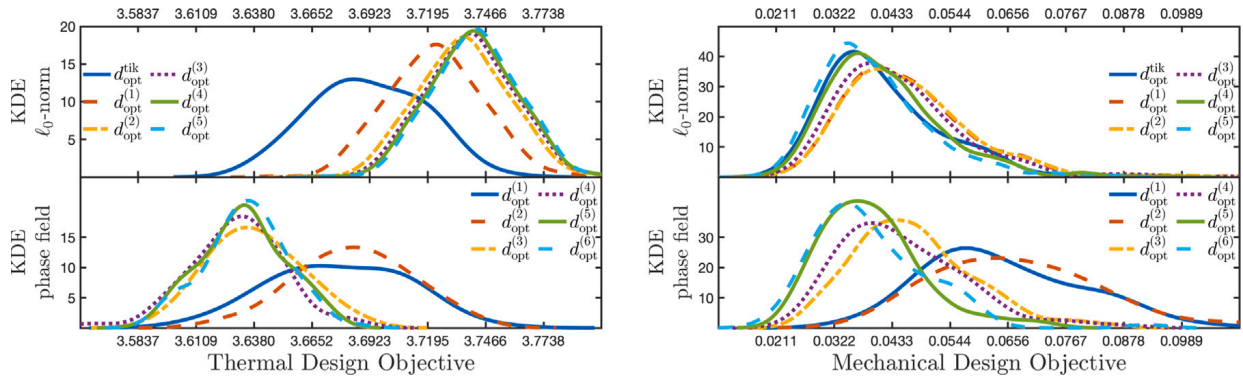 3.5837 3.6109 3.6380 3.6652 3.6923 3.7195 3.7466 3.7738
KDE
ℓ₀-norm
20
15
10
5
d_opt^tik d_opt^(3)
d_opt^(1) d_opt^(4)
d_opt^(2) d_opt^(5)
KDE
phase field
15
10
5
d_opt^(1) d_opt^(4)
d_opt^(2) d_opt^(5)
d_opt^(3) d_opt^(6)
3.5837 3.6109 3.6380 3.6652 3.6923 3.7195 3.7466 3.7738
Thermal Design Objective
0.0211 0.0322 0.0433 0.0544 0.0656 0.0767 0.0878 0.0989
KDE
ℓ₀-norm
40
30
20
10
d_opt^tik d_opt^(3)
d_opt^(1) d_opt^(4)
d_opt^(2) d_opt^(5)
KDE
phase field
30
20
10
d_opt^(1) d_opt^(4)
d_opt^(2) d_opt^(5)
d_opt^(3) d_opt^(6)
0.0211 0.0322 0.0433 0.0544 0.0656 0.0767 0.0878 0.0989
Mechanical Design Objective